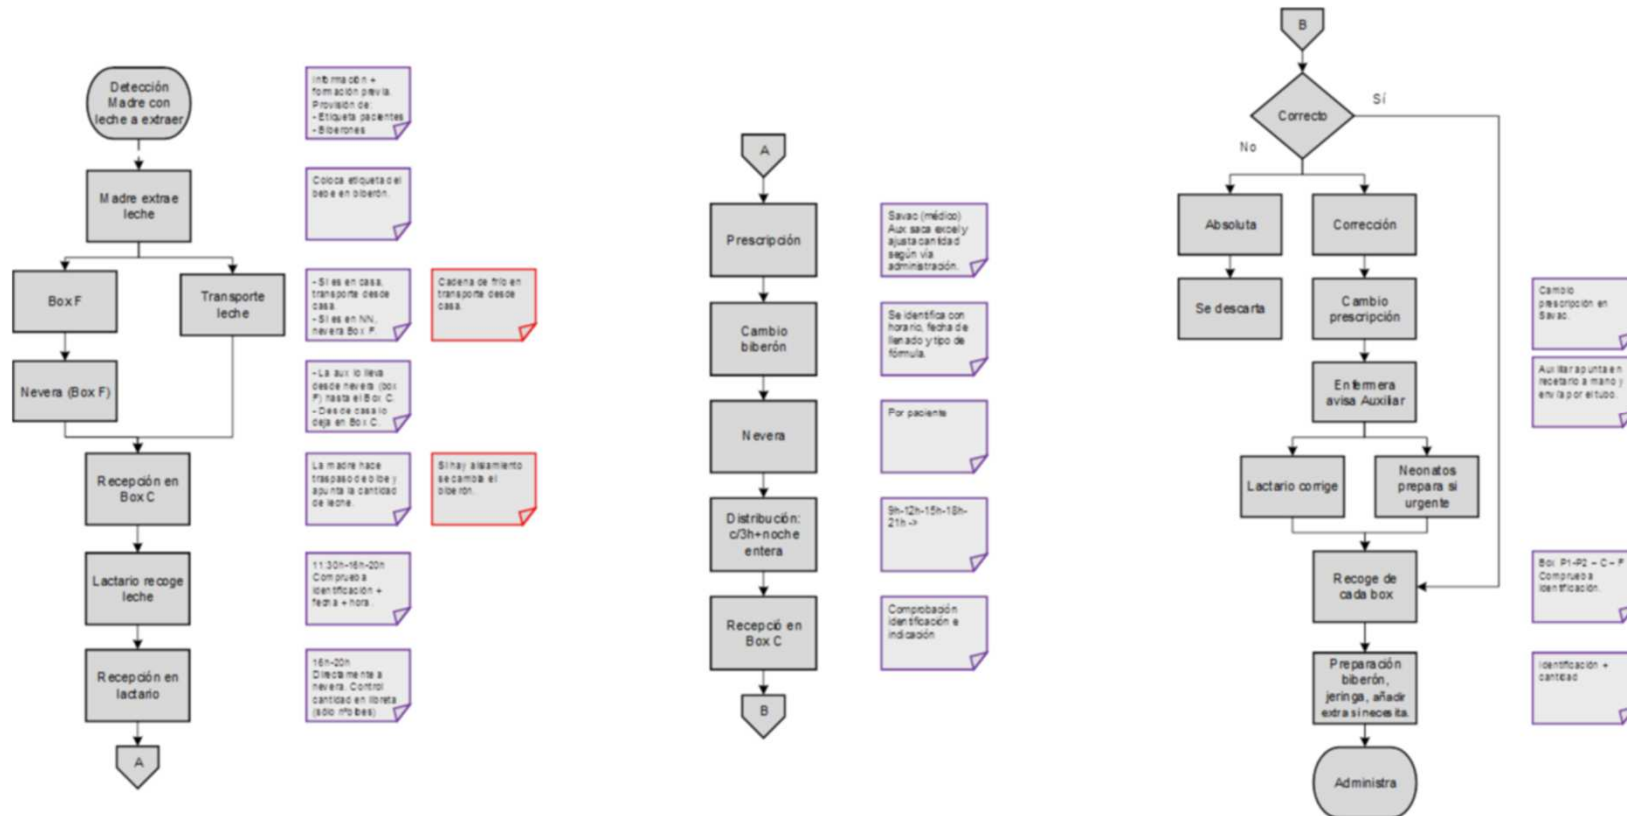 Detección
Madre con
leche a extraer
Información +
formación previa.
Provisión de:
- Etiqueta pacientes
- Biberones
Madre extrae
leche
Coloca etiqueta del
bebe en biberón.
Box F
Transporte
leche
- Si es en casa,
transporte desde
casa.
- Si es en NN,
nevera Box F.
Cadena de frío en
transporte desde
casa.
Nevera (Box F)
- La aux lo lleva
desde nevera (box
F) hasta el Box C.
- Desde casa lo
deja en Box C.
Recepción en
Box C
La madre hace
traspaso de bibe y
apunta la cantidad
de leche.
Si hay aislamiento
se cambia el
biberón.
Lactario recoge
leche
11:30h-16h-20h
Comprueba
identificación +
fecha + hora.
Recepción en
lactario
16h-20h
Directamente a
nevera. Control
cantidad en libreta
(sólo nºbibes)
A
A
Prescripción
Savac (médico)
Aux saca excel y
ajusta cantidad
según vía
administración.
Cambio
biberón
Se identifica con
horario, fecha de
llenado y tipo de
fórmula.
Nevera
Por paciente
Distribución:
c/3h+noche
entera
9h-12h-15h-18h-
21h ->
Recepció en
Box C
Comprobación
identificación e
indicación
B
B
Correcto
Sí
No
Absoluta
Corrección
Se descarta
Cambio
prescripción
Cambio
prescripción en
Savac.
Enfermera
avisa Auxiliar
Auxiliar apunta en
recetario a mano y
envía por el tubo.
Lactario corrige
Neonatos
prepara si
urgente
Recoge de
cada box
Box P1-P2 – C – F
Comprueba
identificación.
Preparación
biberón,
jeringa, añadir
extra si necesita.
Identificación +
cantidad
Administra